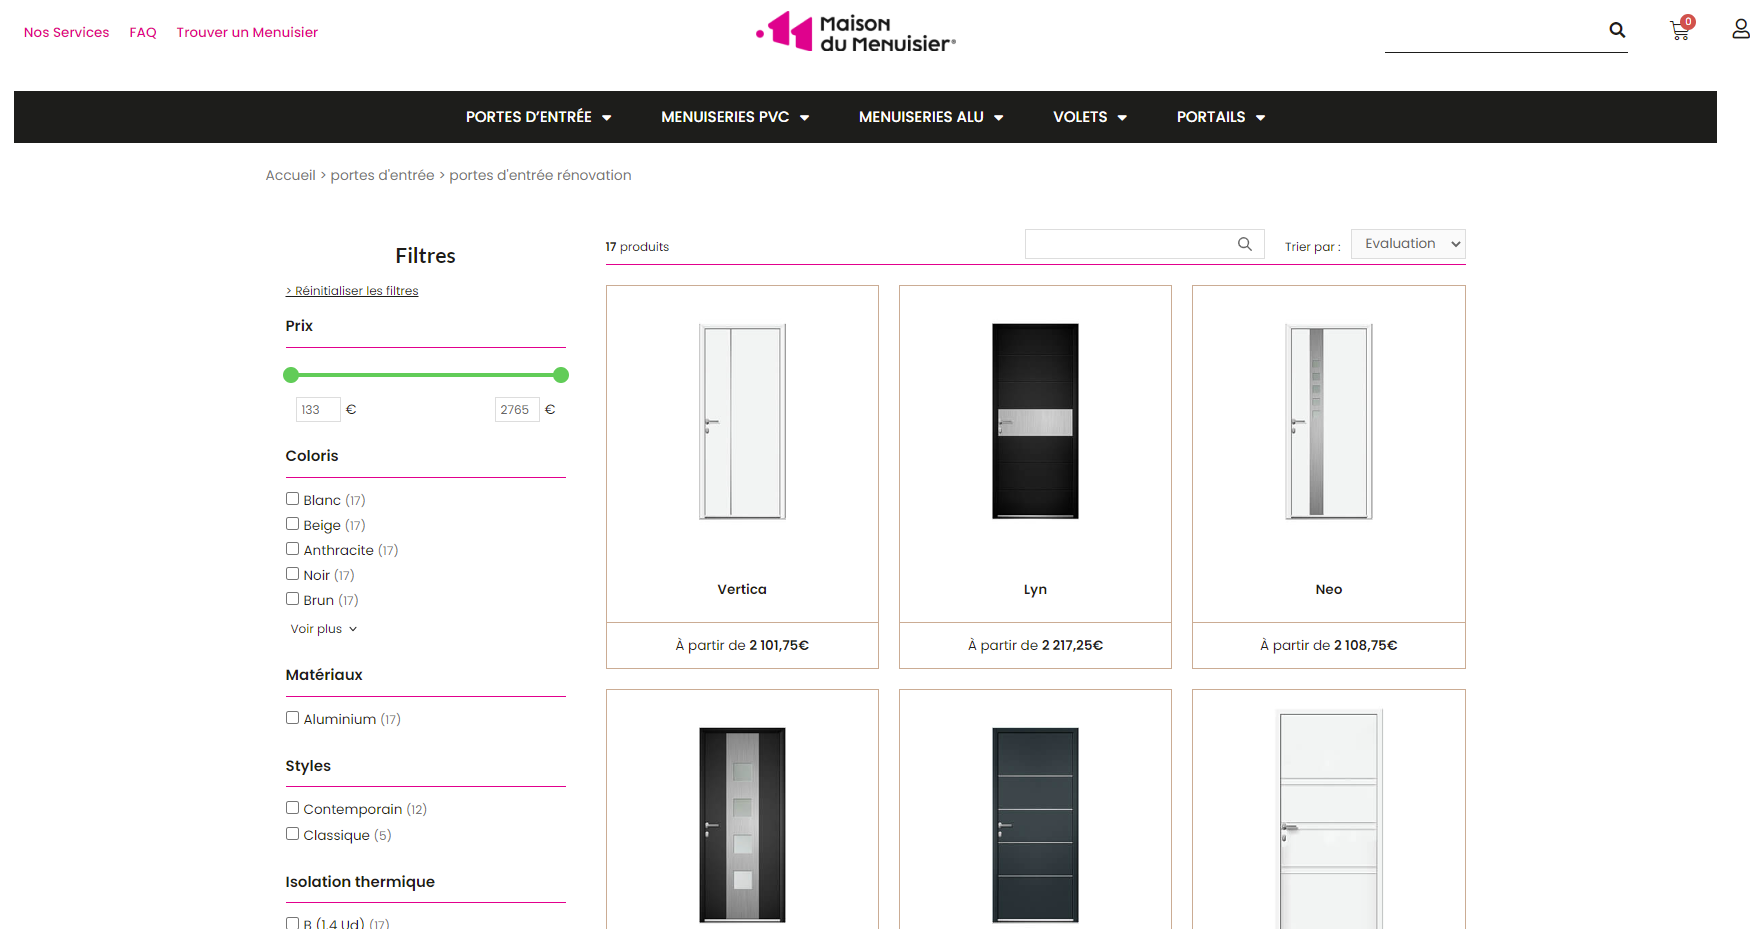 Nos Services FAQ Trouver un Menuisier
Maison
du Menuisier
0
PORTES D'ENTRÉE MENUISERIES PVC MENUISERIES ALU VOLETS PORTAILS
Accueil > portes d'entrée > portes d'entrée rénovation
Filtres
> Réinitialiser les filtres
Prix
133 € 2765 €
Coloris
Blanc (17)
Beige (17)
Anthracite (17)
Noir (17)
Brun (17)
Voir plus
Matériaux
Aluminium (17)
Styles
Contemporain (12)
Classique (5)
Isolation thermique
B (1.4 Ud) (17)
17 produits
Trier par : Evaluation
Vertica
À partir de 2 101,75€
Lyn
À partir de 2 217,25€
Neo
À partir de 2 108,75€